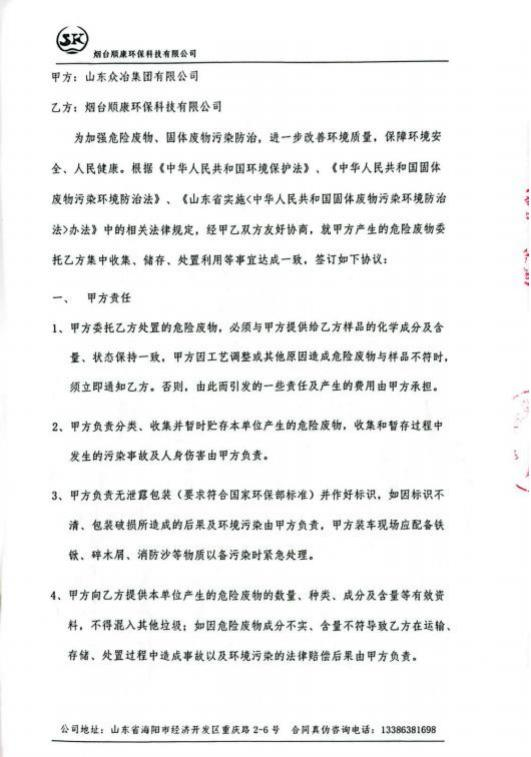 SK
烟台顺康环保科技有限公司
甲方：山东众冶集团有限公司
乙方：烟台顺康环保科技有限公司
为加强危险废物、固体废物污染防治，进一步改善环境质量，保障环境安
全、人民健康。根据《中华人民共和国环境保护法》、《中华人民共和国固体
废物污染环境防治法》、《山东省实施<中华人民共和国固体废物污染环境防治
法>办法》中的相关法律规定，经甲乙双方友好协商，就甲方产生的危险废物委
托乙方集中收集、储存、处置利用等事宜达成一致，签订如下协议：
一、 甲方责任
1、甲方委托乙方处置的危险废物，必须与甲方提供给乙方样品的化学成分及含
量、状态保持一致，甲方因工艺调整或其他原因造成危险废物与样品不符时，
须立即通知乙方。否则，由此而引发的一些责任及产生的费用由甲方承担。
2、甲方负责分类、收集并暂时贮存本单位产生的危险废物，收集和暂存过程中
发生的污染事故及人身伤害由甲方负责。
3、甲方负责无泄露包装（要求符合国家环保部标准）并作好标识，如因标识不
清、包装破损所造成的后果及环境污染由甲方负责，甲方装车现场应配备铁
锨、碎木屑、消防沙等物质以备污染时紧急处理。
4、甲方向乙方提供本单位产生的危险废物的数量、种类、成分及含量等有效资
料，不得混入其他垃圾；如因危险废物成分不实、含量不符导致乙方在运输、
存储、处置过程中造成事故以及环境污染的法律赔偿后果由甲方负责。
公司地址：山东省海阳市经济开发区重庆路 2-6 号 合同真伪咨询电话：13386381698